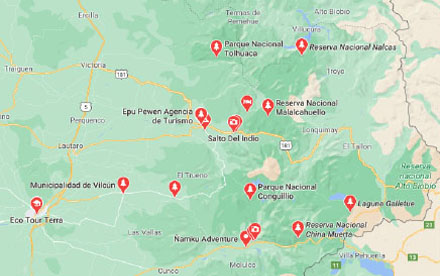 Ercilla
Termas de
Pemehue
Alto Biobío
Villucura
Parque Nacional
Tolhuaca
Reserva Nacional Nalcas
Traiguén
Victoria
181
Troyo
Perquenco
Epu Pewen Agencia
de Turismo
Reserva Nacional
Malalcahuello
Salto Del Indio
181
Lonquimay
Lautaro
El Tallon
Parque
nacional
Alto Biobío
Municipalidad de Vilcún
El Trueno
Parque Nacional
Conguillío
Eco Tour Terra
Laguna Galletue
Las Vallas
Reserva Nacional
China Muerta
Icalma
Ñamku Adventure
Villa Pehuenia
Melipeuco
Cunco